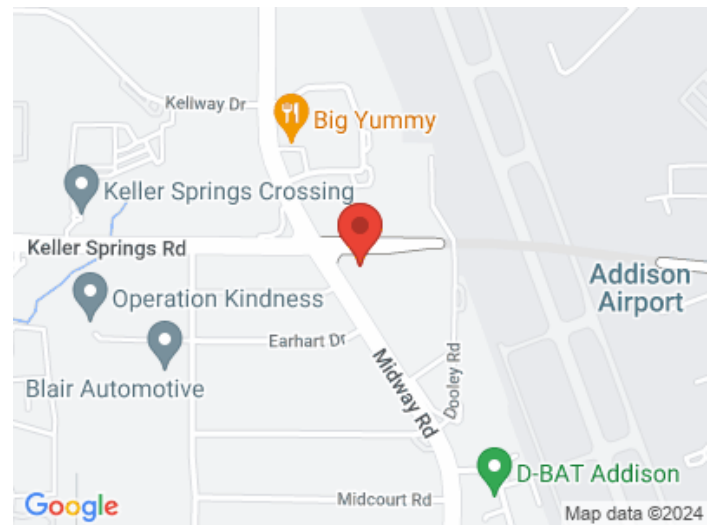 Kellway Dr
Big Yummy
Keller Springs Crossing
Keller Springs Rd
Addison
Airport
Operation Kindness
Earhart Dr
Blair Automotive
Midway Rd
Dooley Rd
D-BAT Addison
Midcourt Rd
Google
Map data ©2024